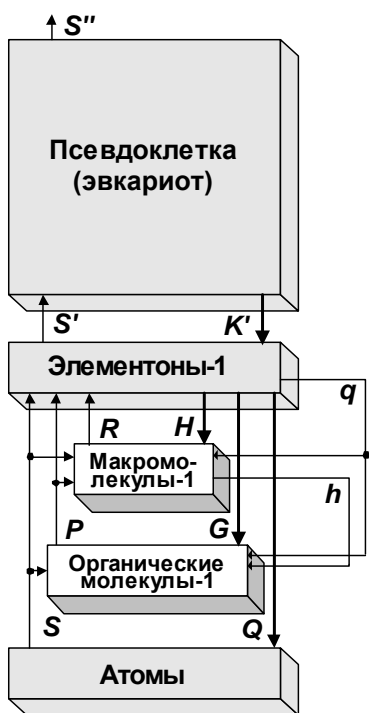 S''
Псевдоклетка
(эвкариот)
S'
K'
Элементоны-1
q
R
H
Макромо-
лекулы-1
h
P
G
Органические
молекулы-1
S
Q
Атомы